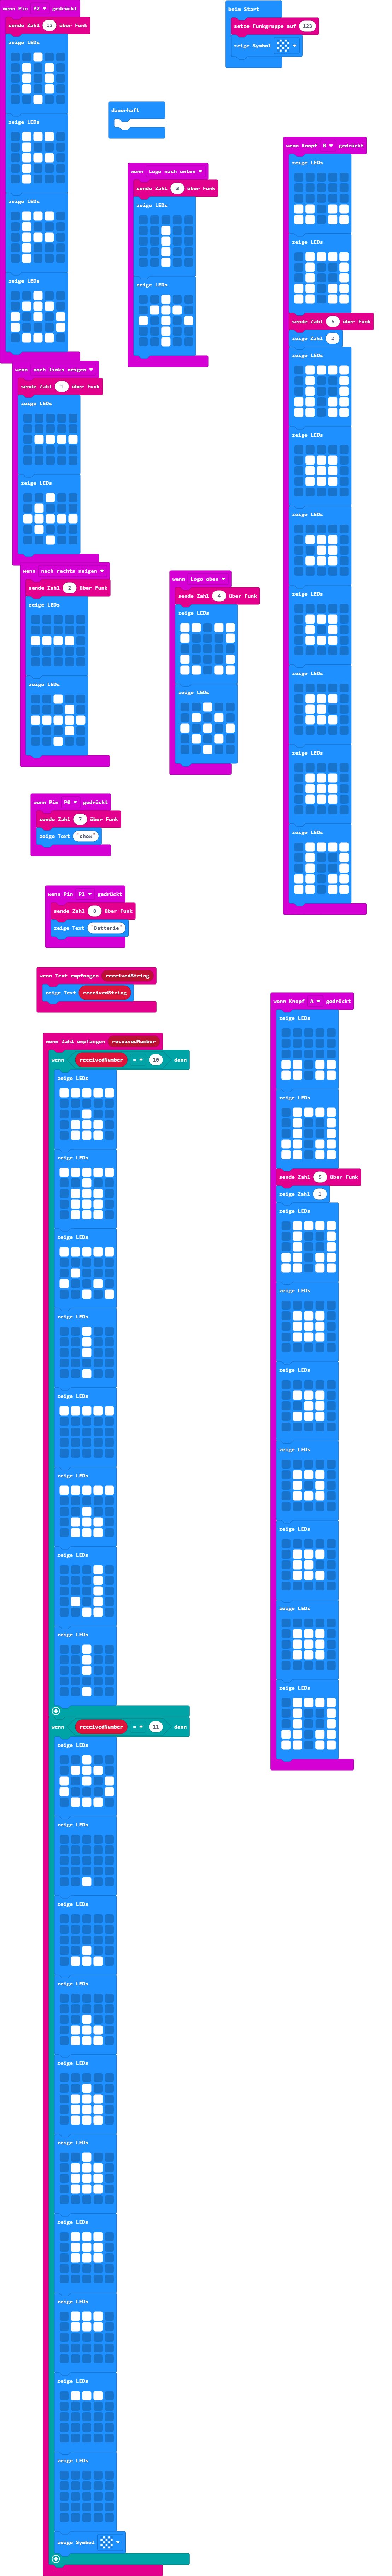 wenn Pin P2 gedrückt
sende Zahl 12 über Funk
zeige LEDs
zeige LEDs
zeige LEDs
zeige LEDs
wenn nach links neigen
sende Zahl 1 über Funk
zeige LEDs
zeige LEDs
wenn nach rechts neigen
sende Zahl 2 über Funk
zeige LEDs
zeige LEDs
wenn Pin P0 gedrückt
sende Zahl 7 über Funk
zeige Text "show"
wenn Pin P1 gedrückt
sende Zahl 8 über Funk
zeige Text "Batterie"
wenn Text empfangen receivedString
zeige Text receivedString
wenn Zahl empfangen receivedNumber
wenn receivedNumber = 10 dann
zeige LEDs
zeige LEDs
zeige LEDs
zeige LEDs
zeige LEDs
zeige LEDs
zeige LEDs
zeige LEDs
wenn receivedNumber = 11 dann
zeige LEDs
zeige LEDs
zeige LEDs
zeige LEDs
zeige LEDs
zeige LEDs
zeige LEDs
zeige LEDs
zeige LEDs
zeige LEDs
zeige Symbol
dauerhaft
wenn Logo nach unten
sende Zahl 3 über Funk
zeige LEDs
zeige LEDs
wenn Logo oben
sende Zahl 4 über Funk
zeige LEDs
zeige LEDs
beim Start
setze Funkgruppe auf 123
zeige Symbol
wenn Knopf B gedrückt
zeige LEDs
zeige LEDs
sende Zahl 6 über Funk
zeige Zahl 2
zeige LEDs
zeige LEDs
zeige LEDs
zeige LEDs
zeige LEDs
zeige LEDs
zeige LEDs
wenn Knopf A gedrückt
zeige LEDs
zeige LEDs
sende Zahl 5 über Funk
zeige Zahl 1
zeige LEDs
zeige LEDs
zeige LEDs
zeige LEDs
zeige LEDs
zeige LEDs
zeige LEDs